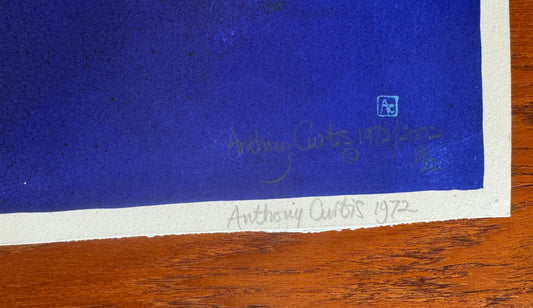 AC
Anthony Curtis © 1972/2002
Anthony Curtis 1972